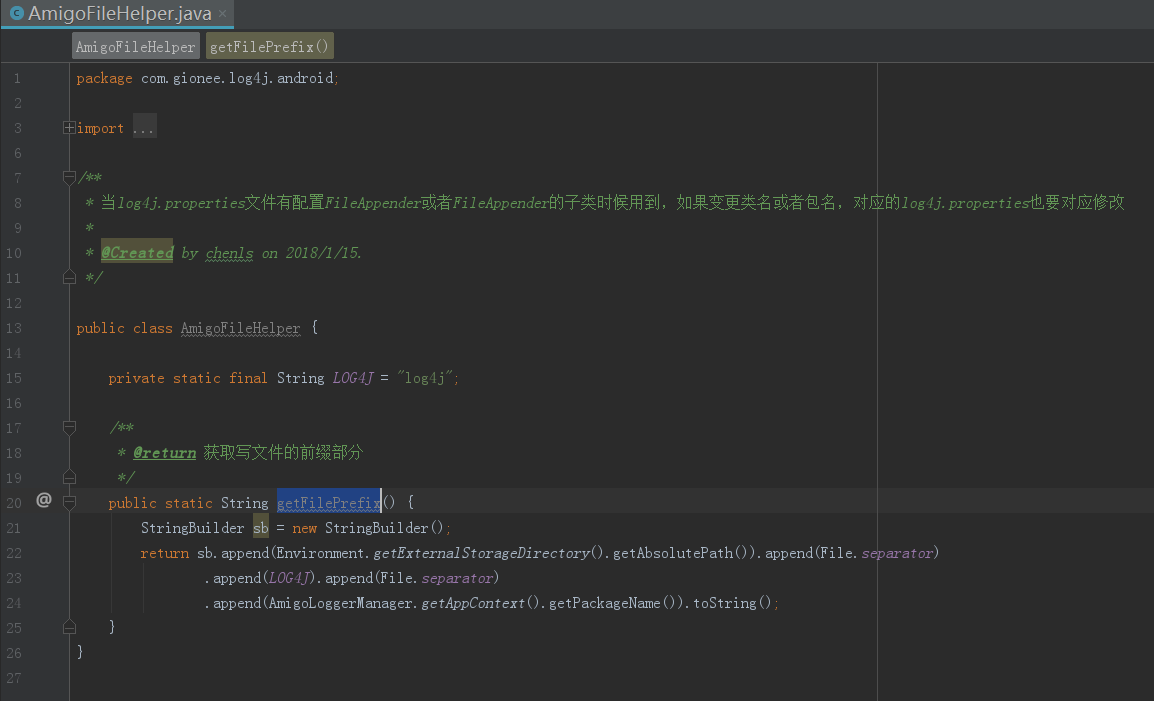 AmigoFileHelper.java ×
AmigoFileHelper getFilePrefix()
1 package com.gionee.log4j.android;
2
3 import ...
6
7 /**
8 * 当log4j.properties文件有配置FileAppender或者FileAppender的子类时候用到，如果变更类名或者包名，对应的log4j.properties也要对应修改
9 *
10 * @Created by chenls on 2018/1/15.
11 */
12
13 public class AmigoFileHelper {
14
15 private static final String LOG4J = "log4j";
16
17 /**
18 * @return 获取写文件的前缀部分
19 */
20 @ public static String getFilePrefix() {
21 StringBuilder sb = new StringBuilder();
22 return sb.append(Environment.getExternalStorageDirectory().getAbsolutePath()).append(File.separator)
23 .append(LOG4J).append(File.separator)
24 .append(AmigoLoggerManager.getAppContext().getPackageName()).toString();
25 }
26 }
27